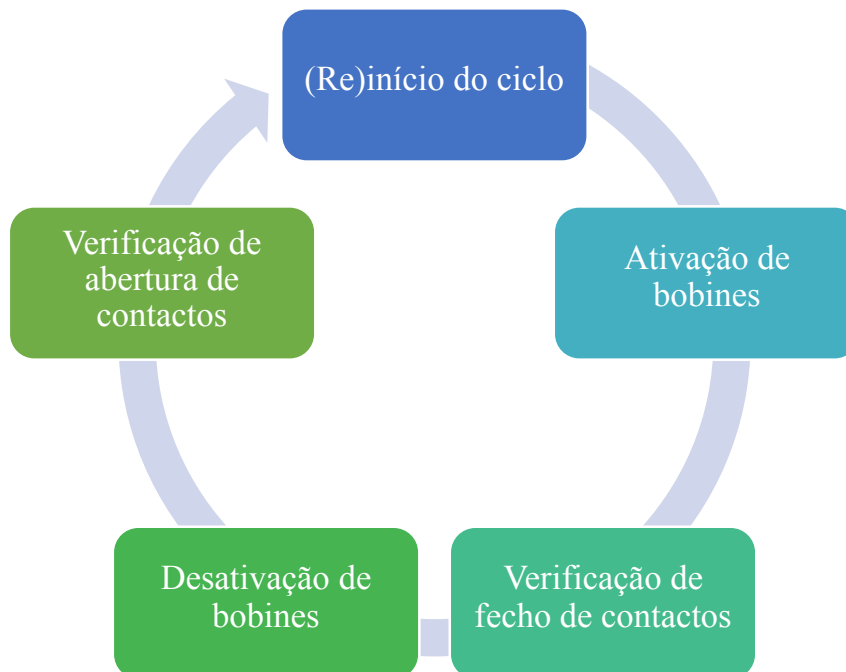 (Re)início do ciclo
Ativação de
bobines
Verificação de
fecho de contactos
Desativação de
bobines
Verificação de
abertura de
contactos